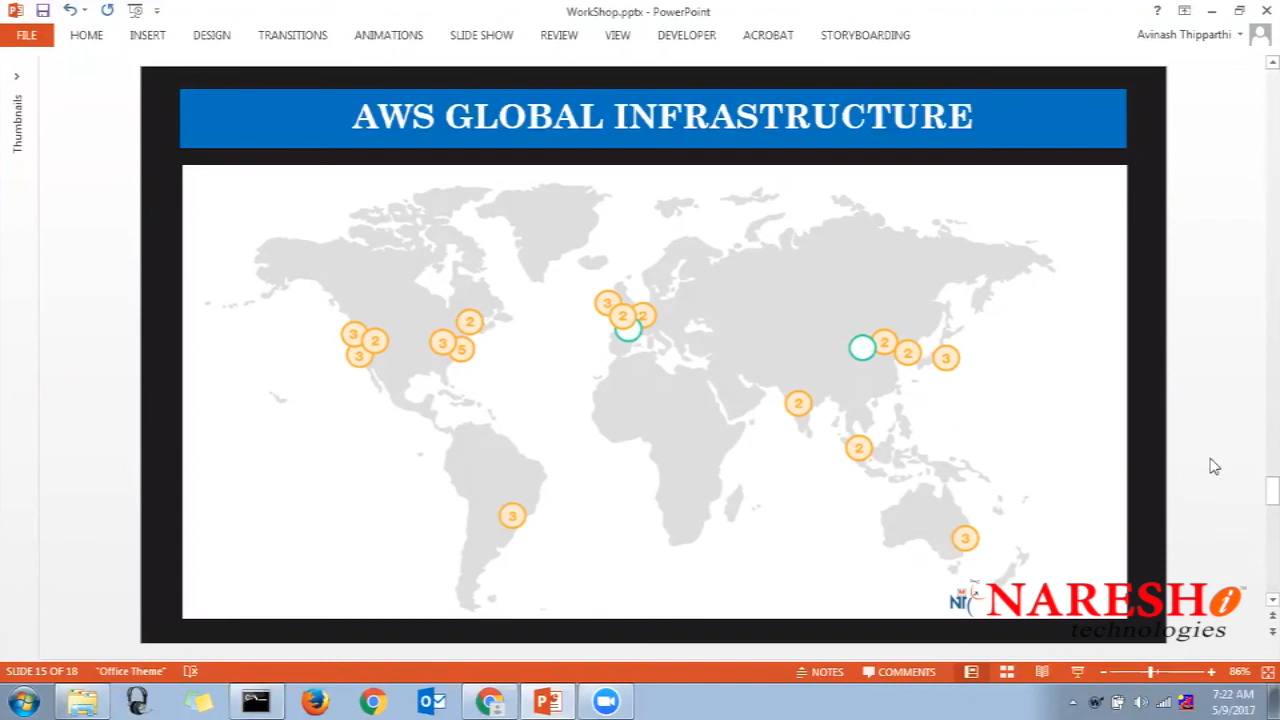 WorkShop.pptx - PowerPoint
?
FILE HOME INSERT DESIGN TRANSITIONS ANIMATIONS SLIDE SHOW REVIEW VIEW DEVELOPER ACROBAT STORYBOARDING
Avinash Thipparthi
Thumbnails
AWS GLOBAL INFRASTRUCTURE
3
2
3
2
3
5
3
2
2
2
2
3
2
2
3
3
NARESH i
technologies
SLIDE 15 OF 18 "Office Theme" NOTES COMMENTS 86%
7:22 AM
5/9/2017